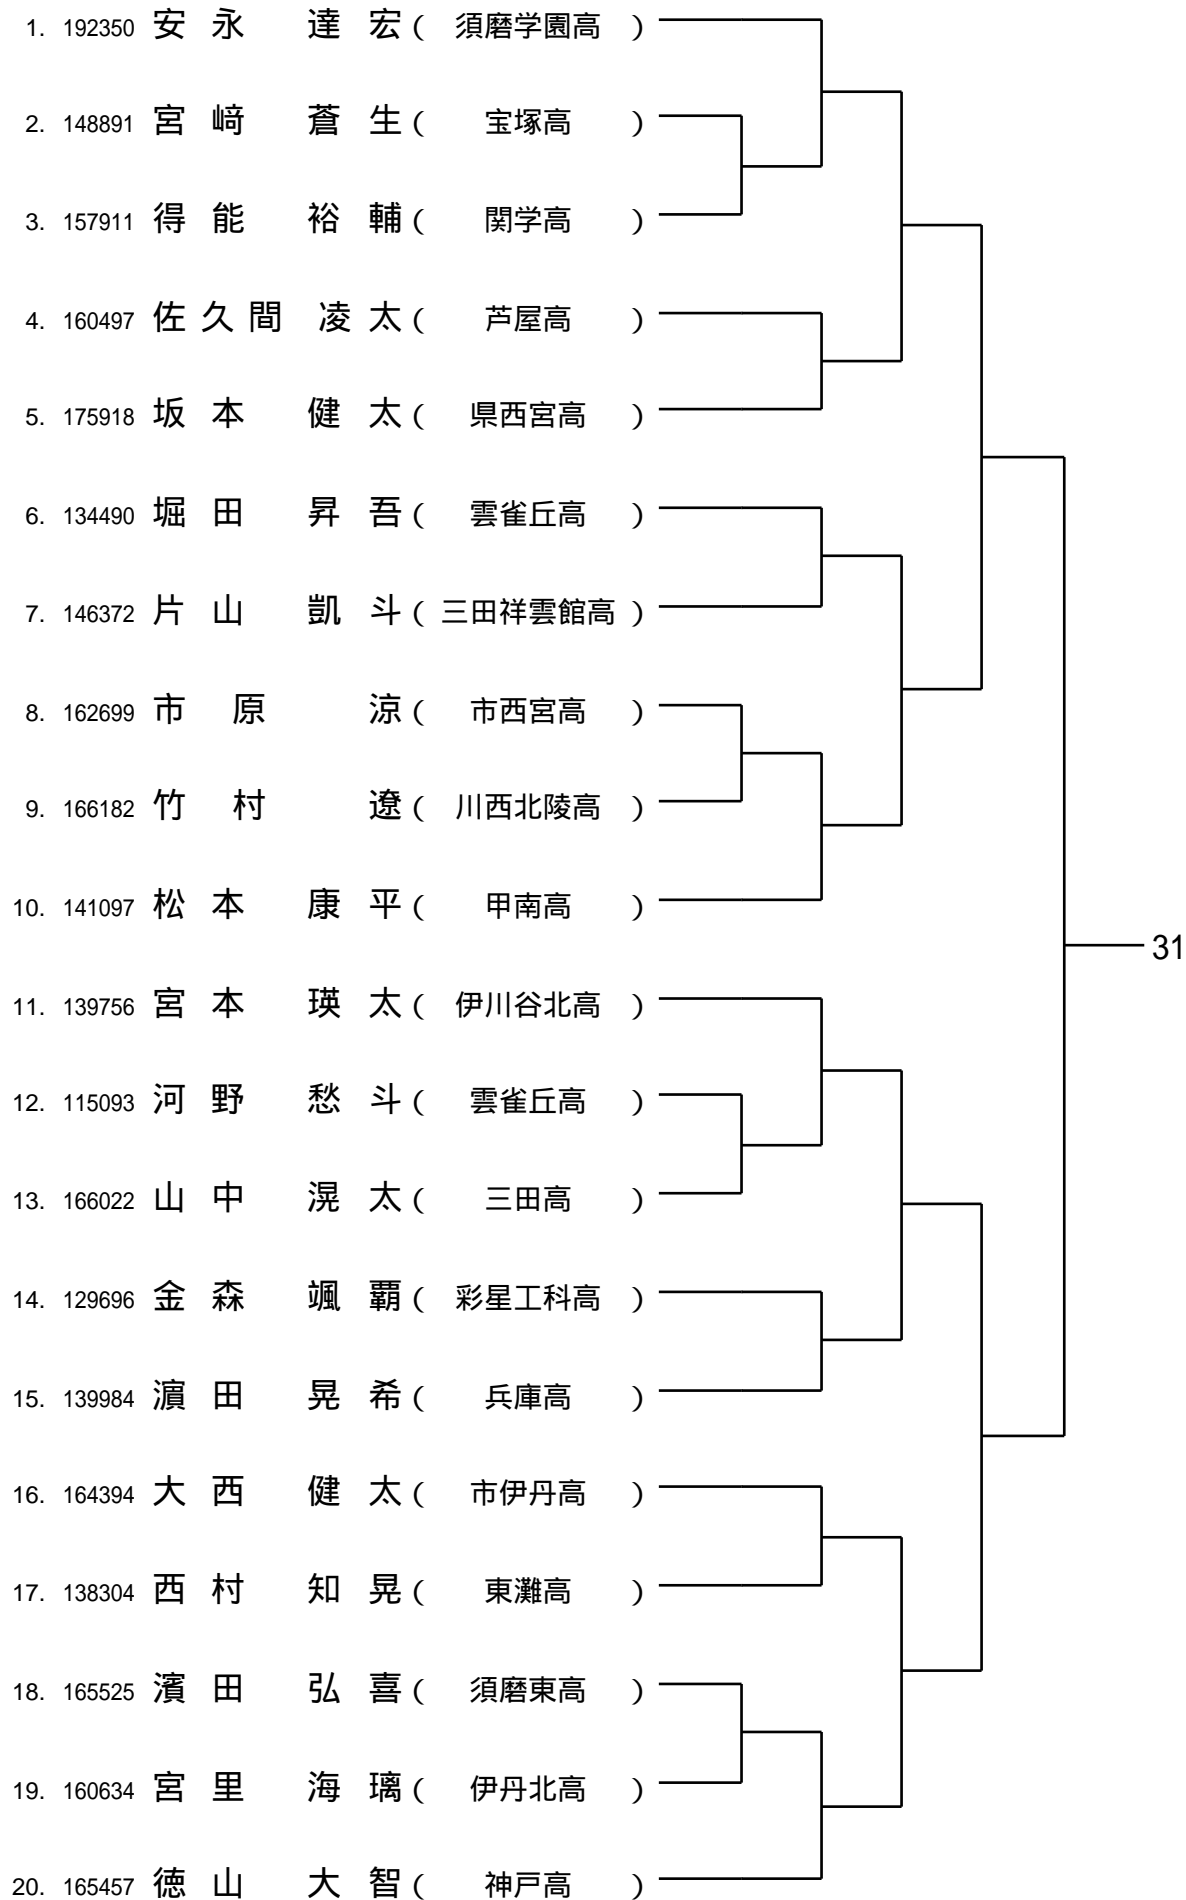 1. 192350 安永 達宏 ( 須磨学園高 )
2. 148891 宮﨑 蒼生 ( 宝塚高 )
3. 157911 得能 裕輔 ( 関学高 )
4. 160497 佐久間 凌太 ( 芦屋高 )
5. 175918 坂本 健太 ( 県西宮高 )
6. 134490 堀田 昇吾 ( 雲雀丘高 )
7. 146372 片山 凱斗 ( 三田祥雲館高 )
8. 162699 市原 涼 ( 市西宮高 )
9. 166182 竹村 遼 ( 川西北陵高 )
10. 141097 松本 康平 ( 甲南高 )
31
11. 139756 宮本 瑛太 ( 伊川谷北高 )
12. 115093 河野 愁斗 ( 雲雀丘高 )
13. 166022 山中 滉太 ( 三田高 )
14. 129696 金森 颯覇 ( 彩星工科高 )
15. 139984 濵田 晃希 ( 兵庫高 )
16. 164394 大西 健太 ( 市伊丹高 )
17. 138304 西村 知晃 ( 東灘高 )
18. 165525 濱田 弘喜 ( 須磨東高 )
19. 160634 宮里 海璃 ( 伊丹北高 )
20. 165457 徳山 大智 ( 神戸高 )